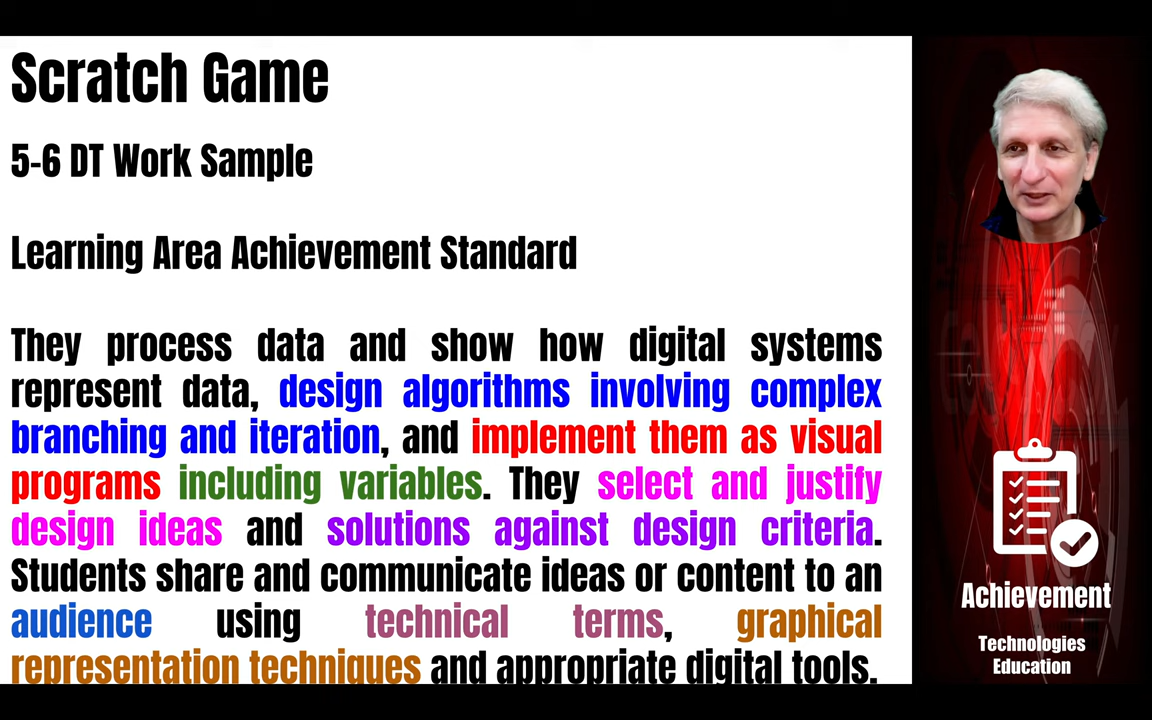 Scratch Game
5-6 DT Work Sample
Learning Area Achievement Standard
They process data and show how digital systems
represent data, design algorithms involving complex
branching and iteration, and implement them as visual
programs including variables. They select and justify
design ideas and solutions against design criteria.
Students share and communicate ideas or content to an
audience using technical terms, graphical
representation techniques and appropriate digital tools.
Achievement
Technologies
Education